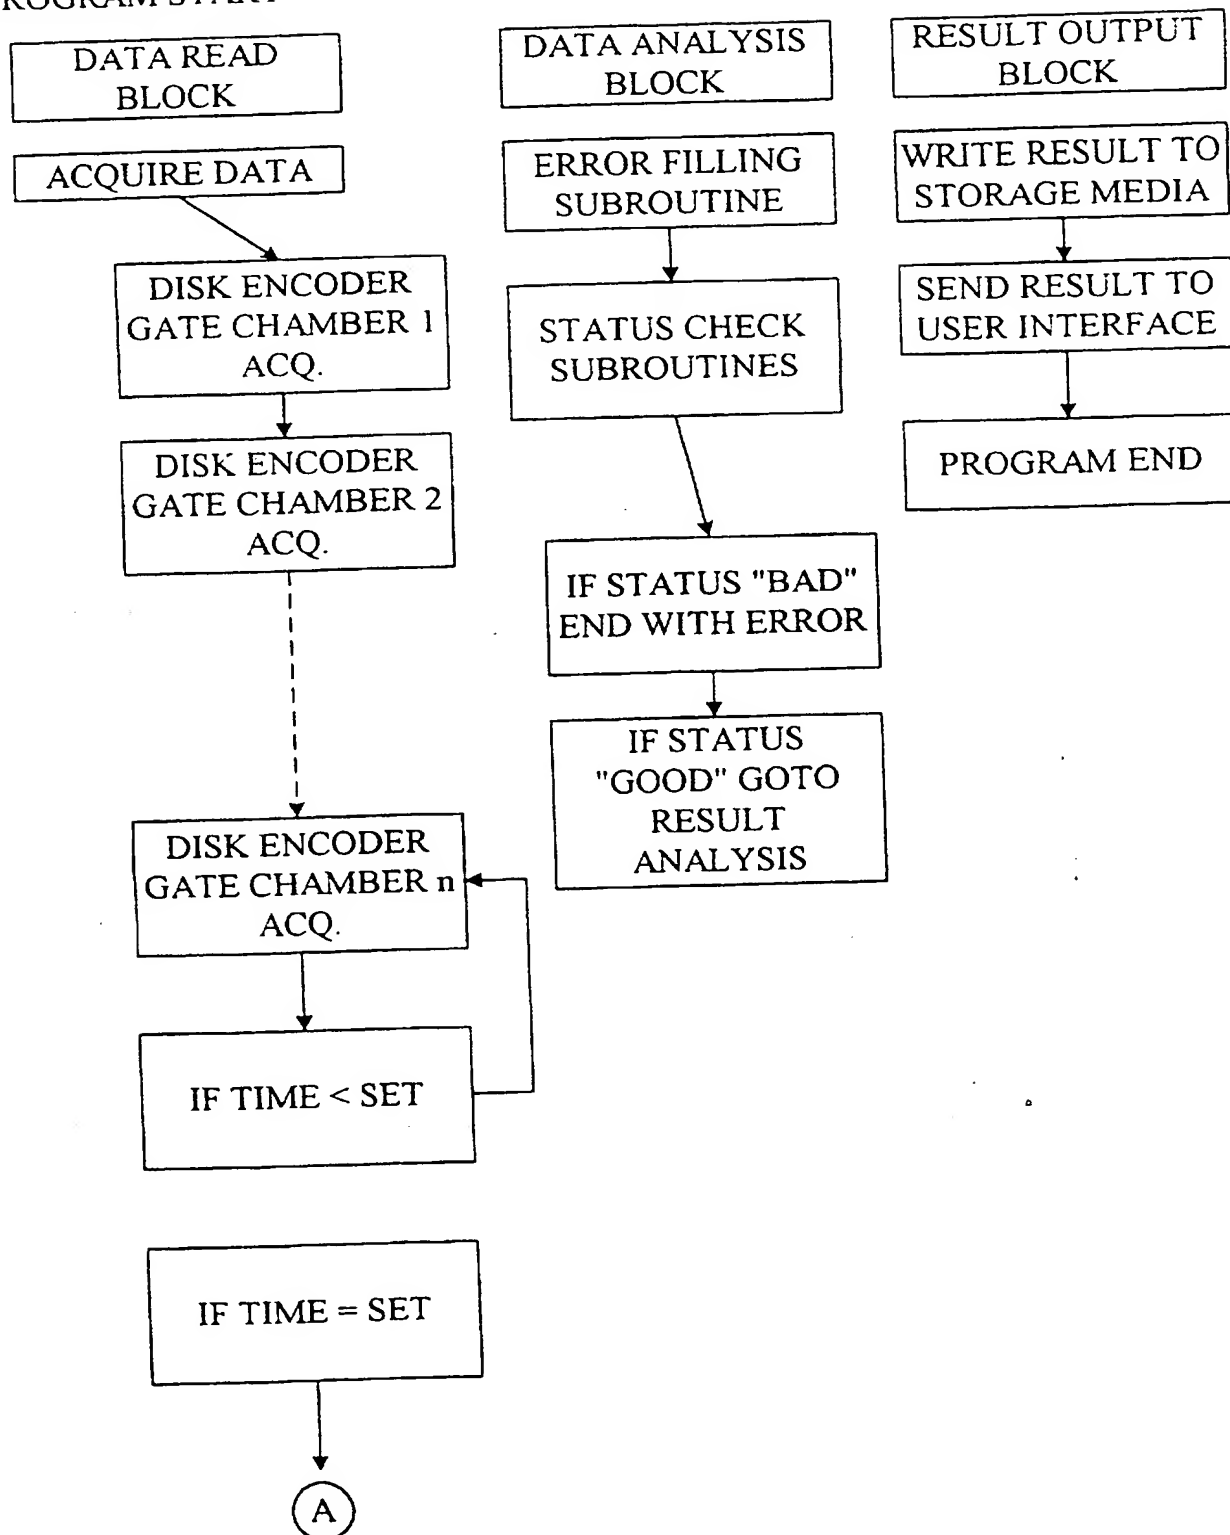 ROGRAM START
DATA READ
BLOCK
ACQUIRE DATA
DISK ENCODER
GATE CHAMBER 1
ACQ.
DISK ENCODER
GATE CHAMBER 2
ACQ.
DISK ENCODER
GATE CHAMBER n
ACQ.
IF TIME < SET
IF TIME = SET
A
DATA ANALYSIS
BLOCK
ERROR FILLING
SUBROUTINE
STATUS CHECK
SUBROUTINES
IF STATUS "BAD"
END WITH ERROR
IF STATUS
"GOOD" GOTO
RESULT
ANALYSIS
RESULT OUTPUT
BLOCK
WRITE RESULT TO
STORAGE MEDIA
SEND RESULT TO
USER INTERFACE
PROGRAM END